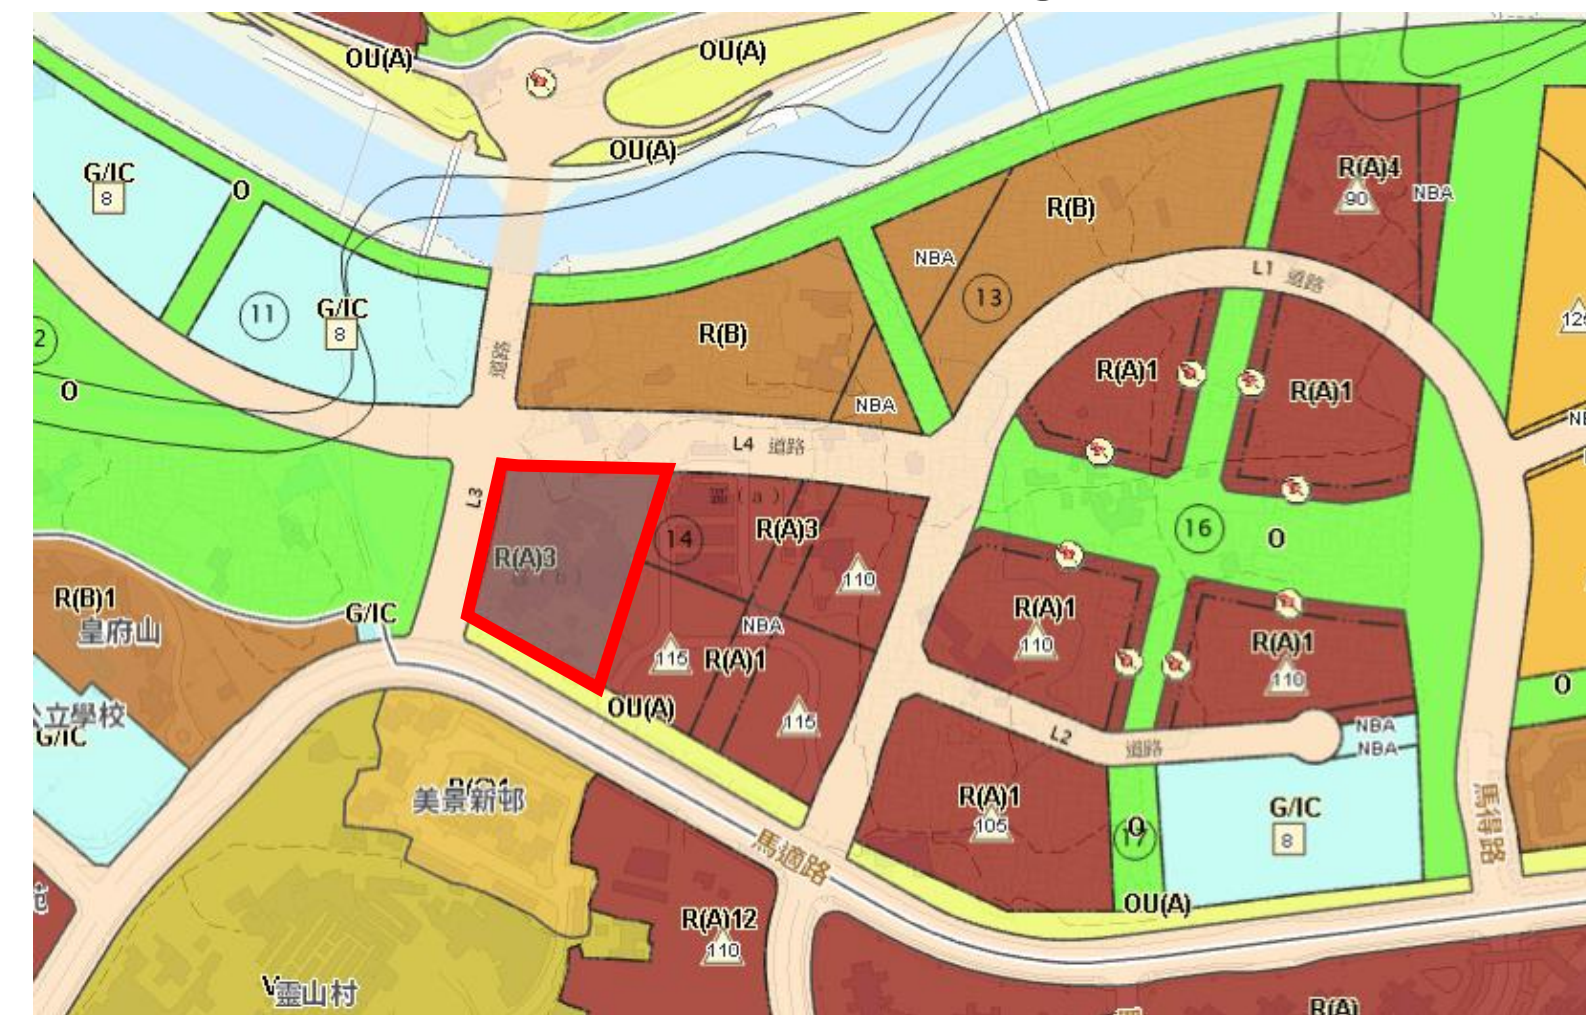 OU(A)
OU(A)
OU(A)
G/IC
8
O
R(A)4
90
NBA
R(B)
NBA
L1 道路
13
11
G/IC
8
2
道路
R(B)
R(A)1
R(A)1
O
NBA
L4 道路
L3
(a)
14
R(A)3
R(A)3
110
16
O
R(B)1
皇府山
G/IC
NBA
R(A)1
110
R(A)1
110
115
R(A)1
115
OU(A)
O
立學校
G/IC
L2
道路
NBA
NBA
美景新邨
R(A)1
105
G/IC
8
O
17
馬適路
馬得路
OU(A)
R(A)12
110
V
靈山村
R(A)